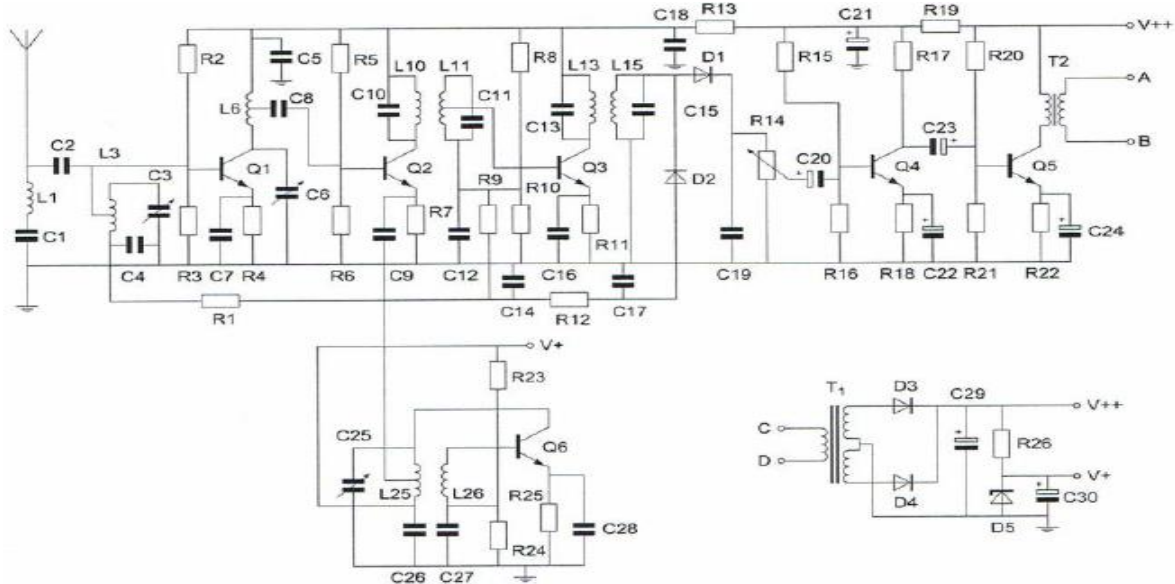 C18 R13 C21 R19 V++
R2 C5 R5 L10 L11 R8 L13 L15 D1 R15 R17 R20 T2
L6 C8 C10 C11 C13 C15 A
C2 L3 C3 Q1 Q2 Q3 R14 C20 Q4 C23 Q5 B
L1 C6 R7 R9 R10 R11 D2 C24
C1 C4 R3 C7 R4 R6 C9 C12 C16 C19 R16 R18 C22 R21 R22
R1 C14 R12 C17
V+
R23
C25 Q6
L25 L26 R25
R24 C28
C26 C27
T1 D3 C29 V++
C R26
D V+
D4 D5 C30